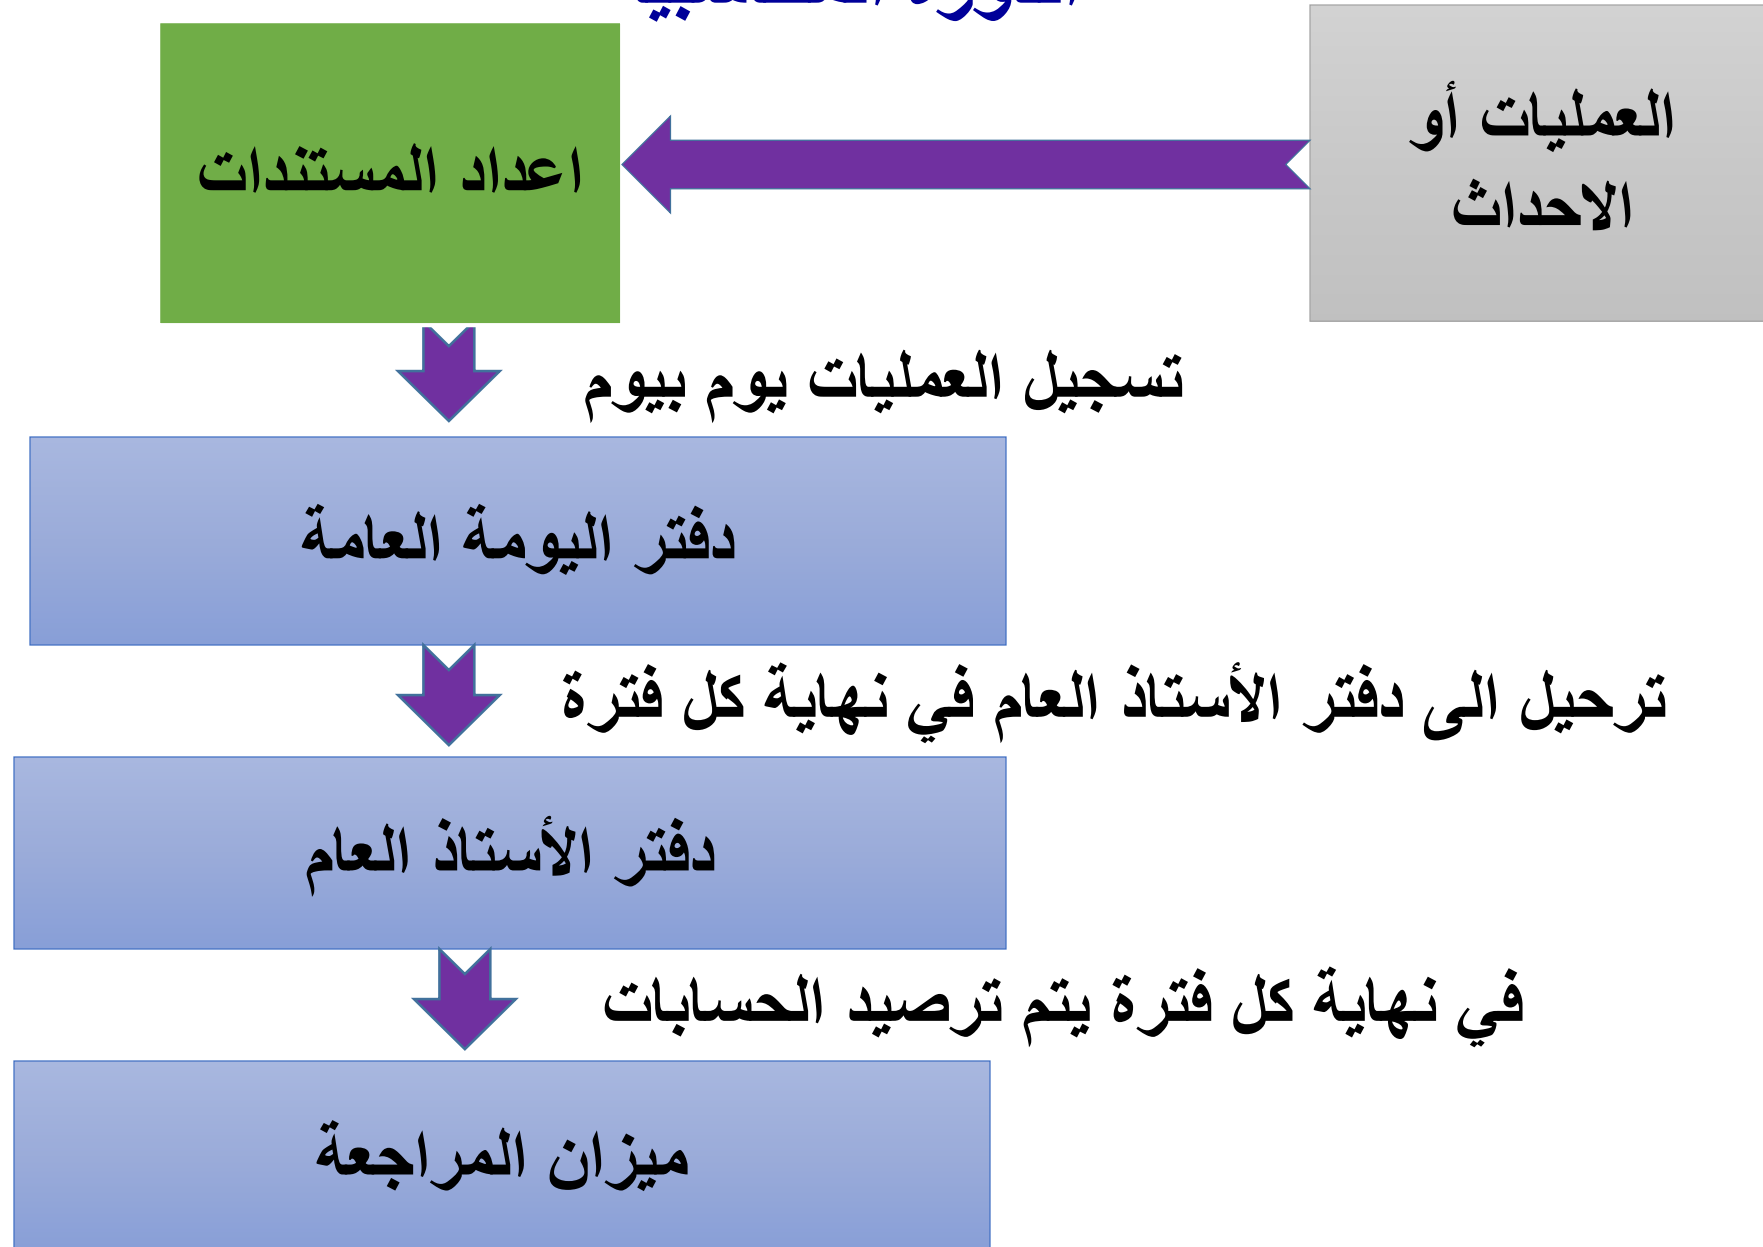 العمليات أو
الاحداث
اعداد المستندات
تسجيل العمليات يوم بيوم
دفتر اليومة العامة
ترحيل الى دفتر الأستاذ العام في نهاية كل فترة
دفتر الأستاذ العام
في نهاية كل فترة يتم ترصيد الحسابات
ميزان المراجعة